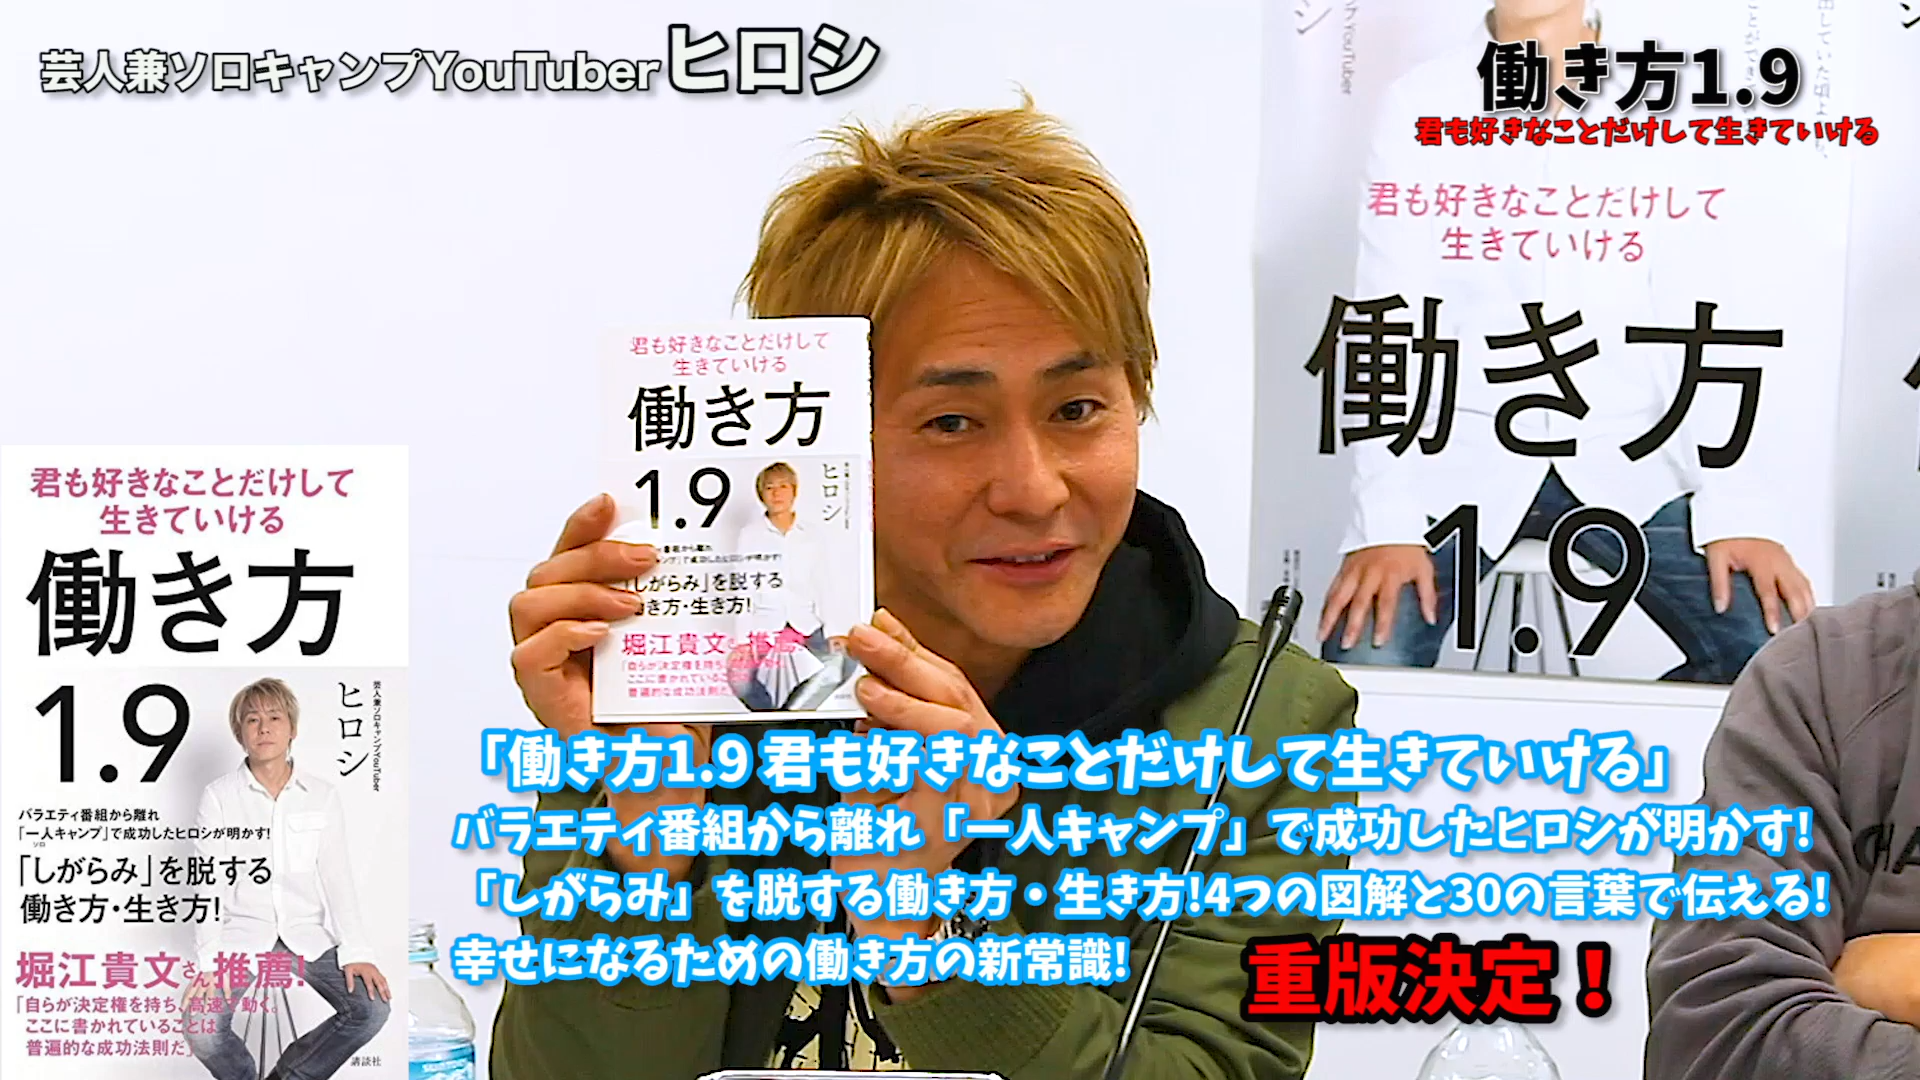 芸人兼ソロキャンプYouTuberヒロシ
働き方1.9
君も好きなことだけして生きていける
君も好きなことだけして
生きていける
働き方
1.9
君も好きなことだけして
生きていける
働き方
1.9
ヒロシ
「しがらみ」を脱する
働き方・生き方!
堀江貴文さん推薦!
君も好きなことだけして
生きていける
働き方
1.9
ヒロシ
芸人兼ソロキャンプYouTuber
バラエティ番組から離れ
「一人キャンプ」で成功したヒロシが明かす!
ソロ
「しがらみ」を脱する
働き方・生き方!
堀江貴文さん推薦!
「自らが決定権を持ち、高速で動く。
ここに書かれていることは
普遍的な成功法則だ」
講談社
「働き方1.9 君も好きなことだけして生きていける」
バラエティ番組から離れ「一人キャンプ」で成功したヒロシが明かす!
「しがらみ」を脱する働き方・生き方!4つの図解と30の言葉で伝える!
幸せになるための働き方の新常識!
重版決定！